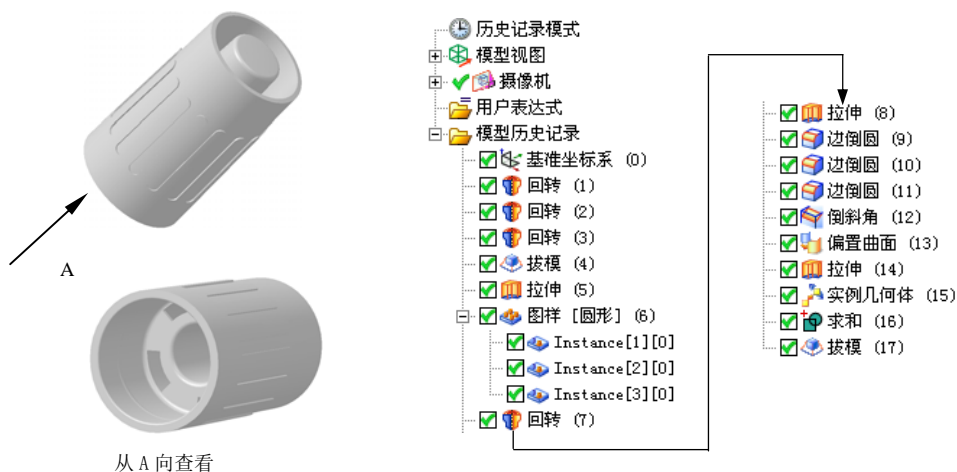 A
从 A 向查看
历史记录模式
模型视图
摄像机
用户表达式
模型历史记录
基准坐标系 (0)
回转 (1)
回转 (2)
回转 (3)
拔模 (4)
拉伸 (5)
图样 [圆形] (6)
Instance[1][0]
Instance[2][0]
Instance[3][0]
回转 (7)
拉伸 (8)
边倒圆 (9)
边倒圆 (10)
边倒圆 (11)
倒斜角 (12)
偏置曲面 (13)
拉伸 (14)
实例几何体 (15)
求和 (16)
拔模 (17)